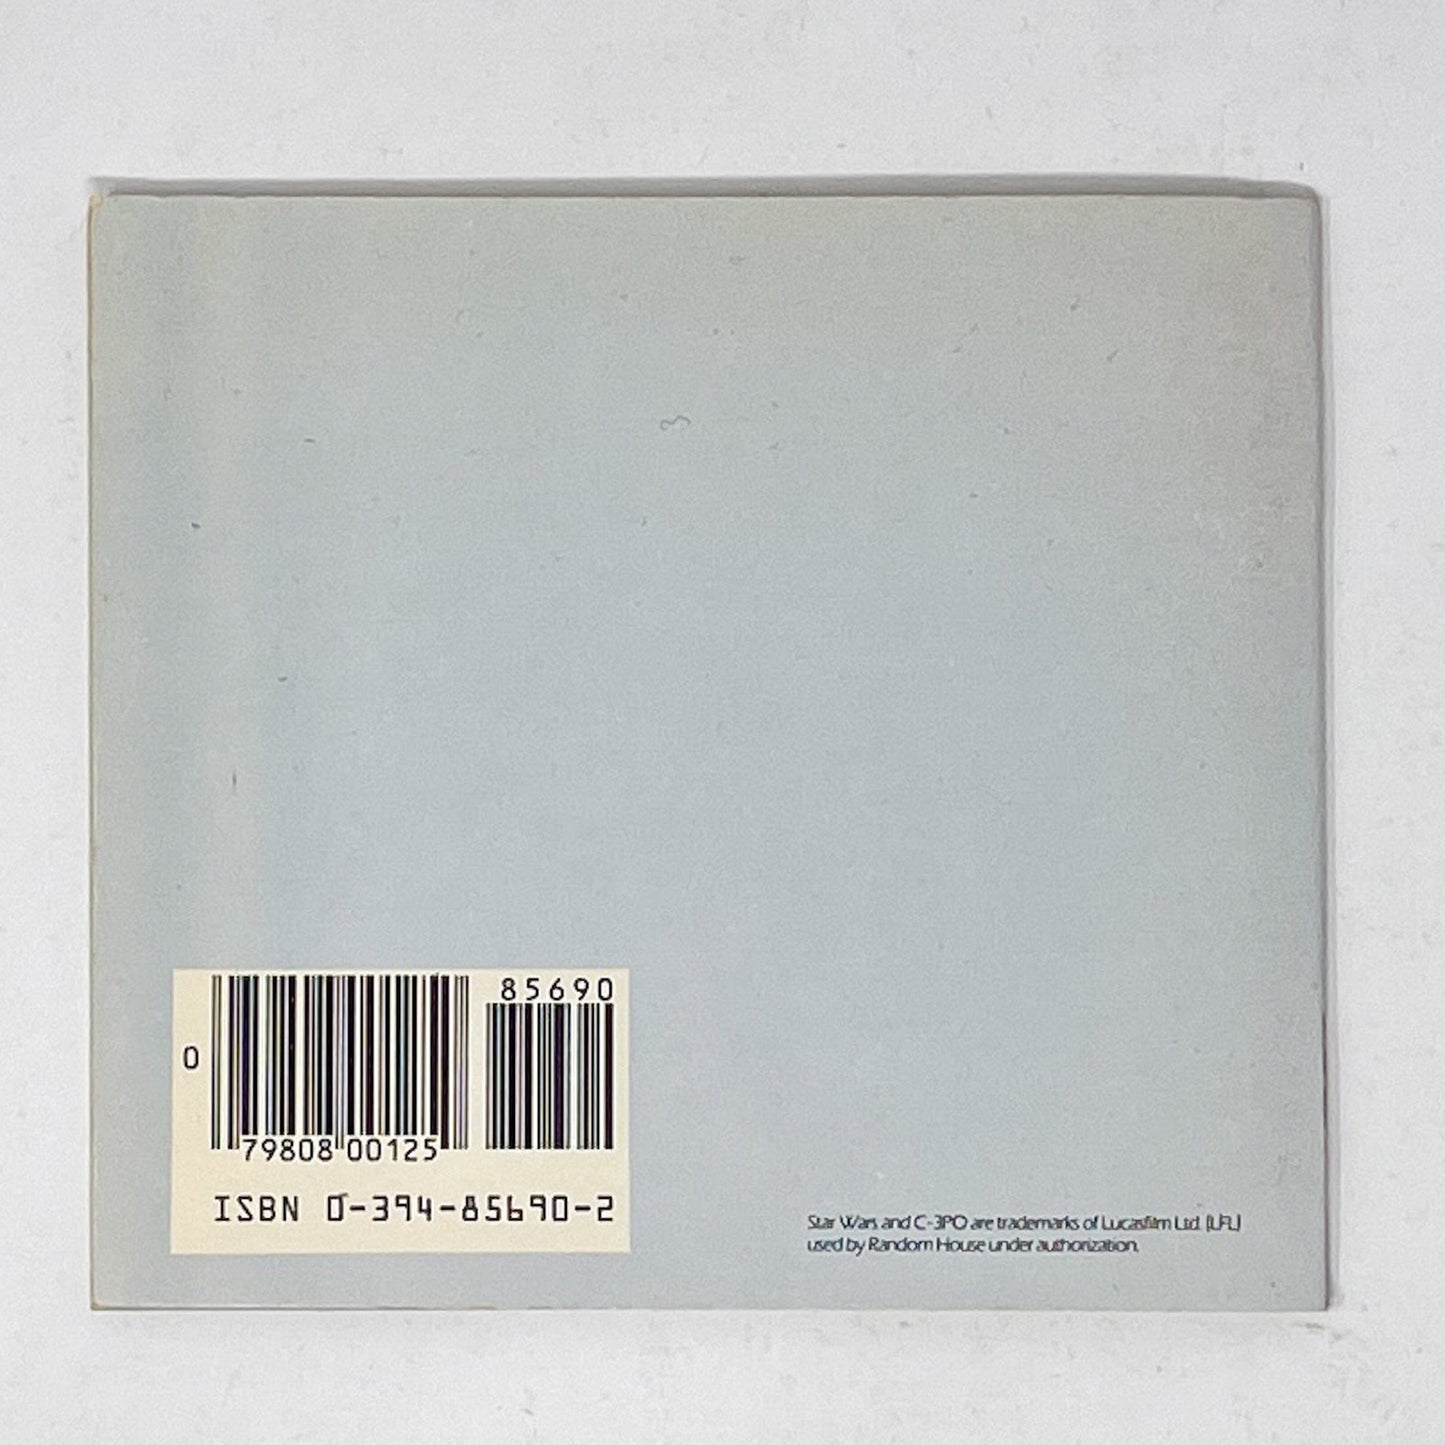 85690
0
79808 00125
ISBN 0-394-85690-2
Star Wars and C-3PO are trademarks of Lucasfilm Ltd. (LFL)
used by Random House under authorization.